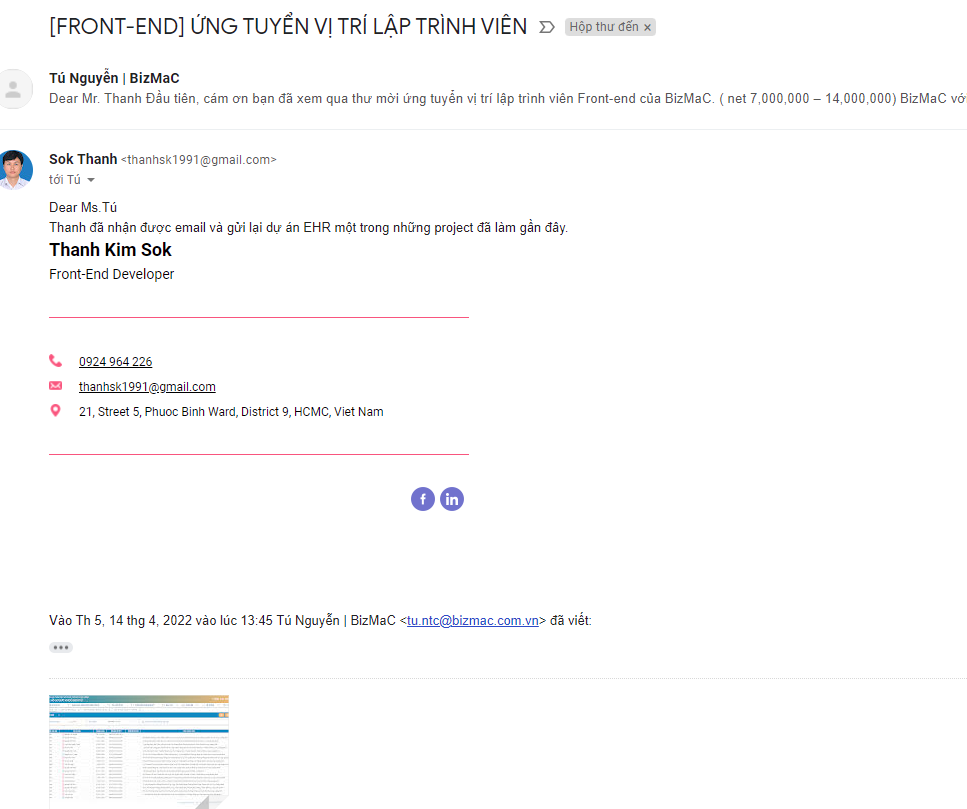 [FRONT-END] ỨNG TUYỂN VỊ TRÍ LẬP TRÌNH VIÊN Hộp thư đến ×
Tú Nguyễn | BizMaC
Dear Mr. Thanh Đầu tiên, cám ơn bạn đã xem qua thư mời ứng tuyển vị trí lập trình viên Front-end của BizMaC. ( net 7,000,000 – 14,000,000) BizMaC với
Sok Thanh <thanhsk1991@gmail.com>
tới Tú
Dear Ms.Tú
Thanh đã nhận được email và gửi lại dự án EHR một trong những project đã làm gần đây.
Thanh Kim Sok
Front-End Developer
0924 964 226
thanhsk1991@gmail.com
21, Street 5, Phuoc Binh Ward, District 9, HCMC, Viet Nam
f in
Vào Th 5, 14 thg 4, 2022 vào lúc 13:45 Tú Nguyễn | BizMaC <tu.ntc@bizmac.com.vn> đã viết: